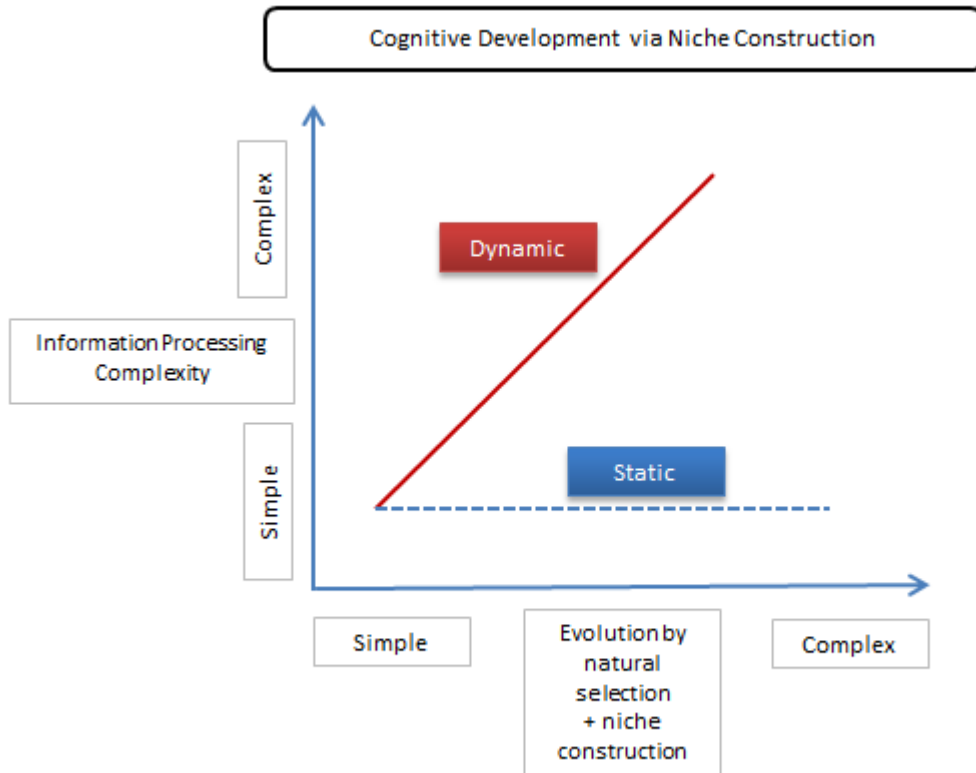 Cognitive Development via Niche Construction
Complex
Dynamic
Information Processing
Complexity
Static
Simple
Simple
Evolution by
natural
selection
+ niche
construction
Complex